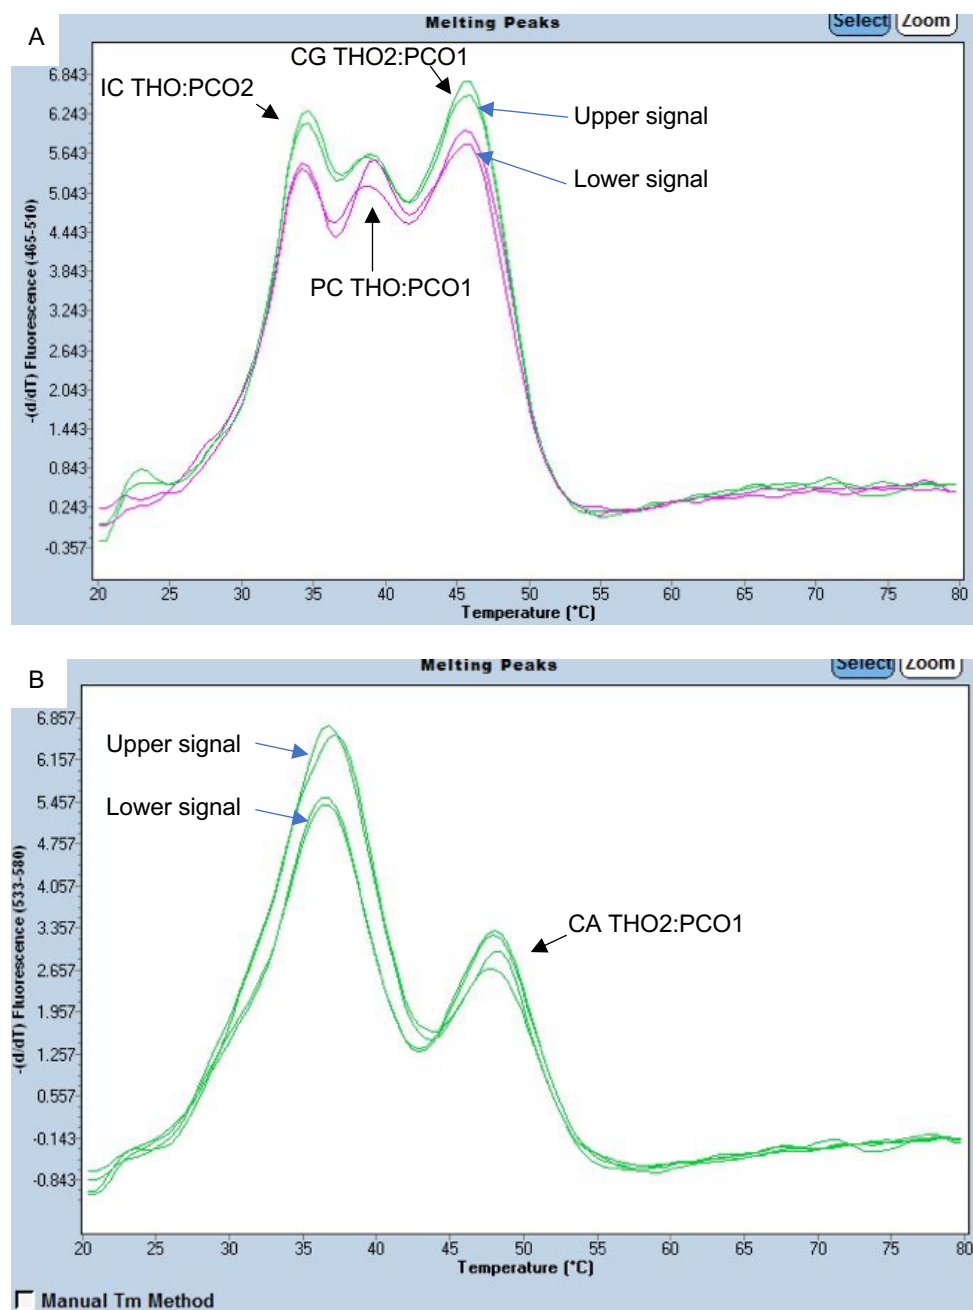 A
Melting Peaks
Select
Zoom
IC THO:PCO2
CG THO2:PCO1
Upper signal
Lower signal
PC THO:PCO1
-(d/dT) Fluorescence (465-510)
6.843
6.243
5.643
5.043
4.443
3.843
3.243
2.643
2.043
1.443
0.843
0.243
-0.357
20 25 30 35 40 45 50 55 60 65 70 75 80
Temperature (°C)
B
Melting Peaks
Select
Zoom
Upper signal
Lower signal
CA THO2:PCO1
-(d/dT) Fluorescence (533-580)
6.857
6.157
5.457
4.757
4.057
3.357
2.657
1.957
1.257
0.557
-0.143
-0.843
20 25 30 35 40 45 50 55 60 65 70 75 80
Temperature (°C)
Manual Tm Method